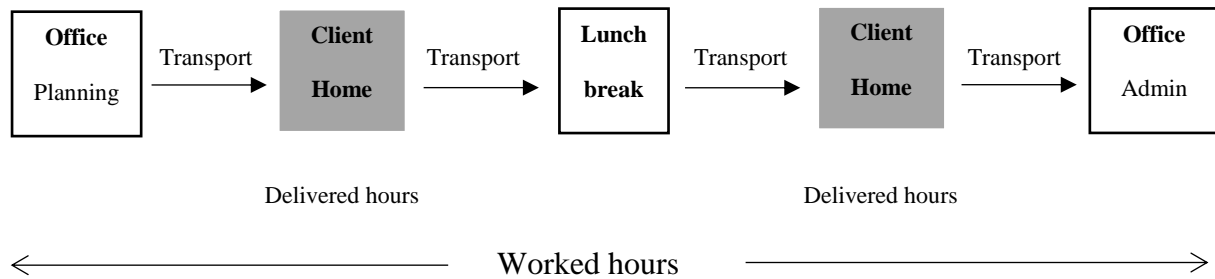 Office
Planning
Transport
Client
Home
Transport
Lunch
break
Transport
Client
Home
Transport
Office
Admin
Delivered hours
Delivered hours
Worked hours